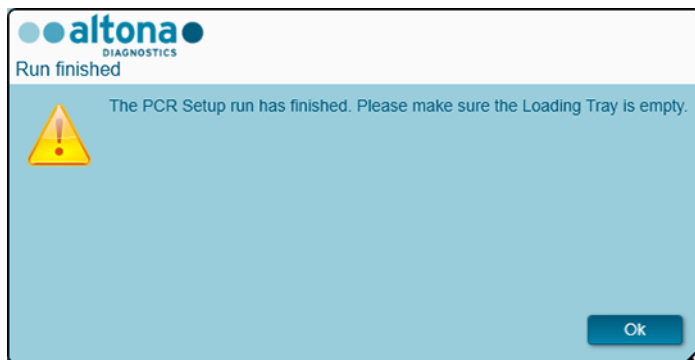 altona
DIAGNOSTICS
Run finished
The PCR Setup run has finished. Please make sure the Loading Tray is empty.
Ok